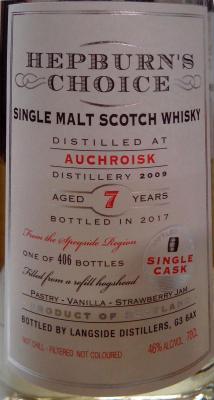 HEPBURN'S
CHOICE
SINGLE MALT SCOTCH WHISKY
DISTILLED AT
AUCHROISK
DISTILLERY 2009
AGED 7 YEARS
BOTTLED IN 2017
From the Speyside Region
ONE OF 406 BOTTLES
Filled from a refill hogshead
SINGLE
CASK
PASTRY - VANILLA - STRAWBERRY JAM
PRODUCT OF SCOTLAND
BOTTLED BY LANGSIDE DISTILLERS, G3 6AX
NOT CHILL - FILTERED NOT COLOURED 46% ALC/VOL - 70CL